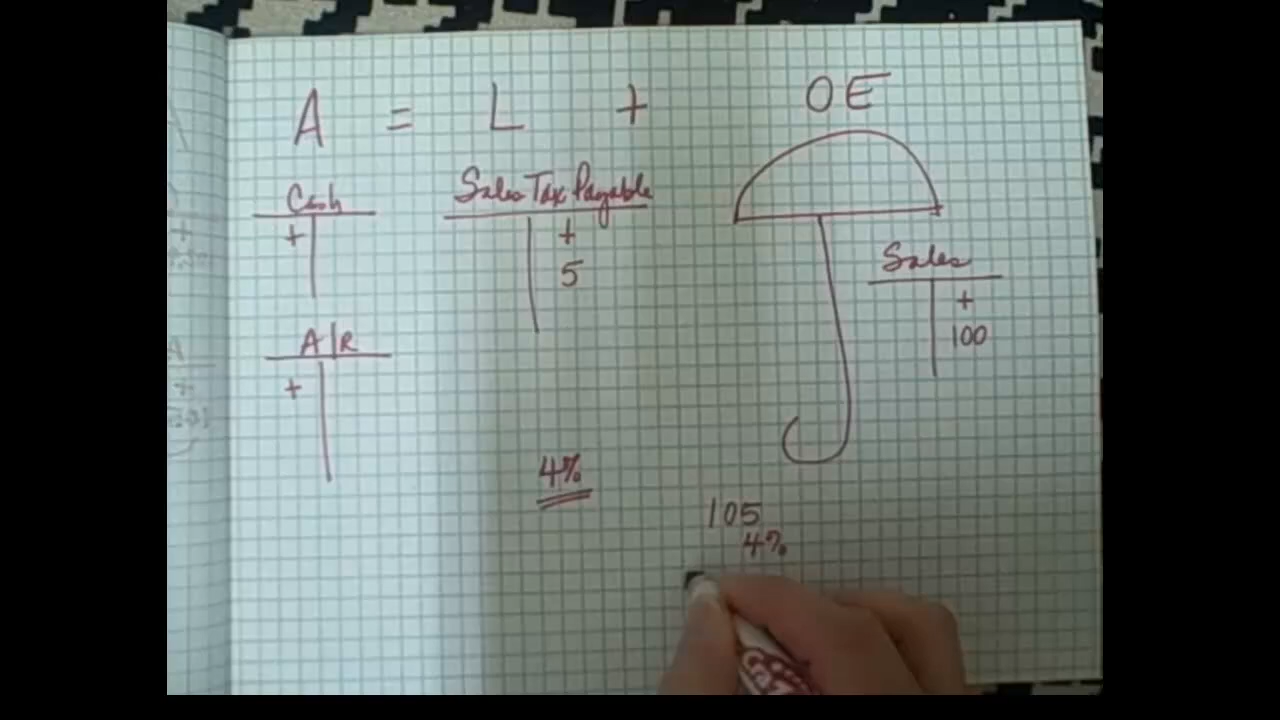 A = L + OE
Cash
+
Sales Tax Payable
+
5
Sales
+
100
A/R
+
4%
105
4%